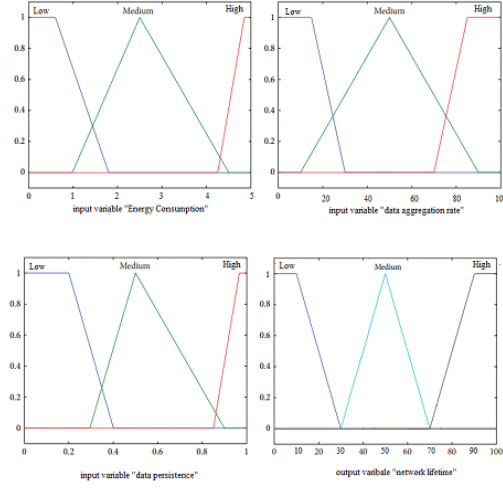 Low Medium High
1
0.8
0.6
0.4
0.2
0
0 1 2 3 4 5
input variable "Energy Consumption"
Low Medium High
1
0.8
0.6
0.4
0.2
0
0 20 40 60 80 100
input variable "data aggregation rate"
Low Medium High
1
0.8
0.6
0.4
0.2
0
0 0.2 0.4 0.6 0.8 1
input variable "data persistence"
Low Medium High
1
0.8
0.6
0.4
0.2
0
0 10 20 30 40 50 60 70 80 90 100
output varibale "network lifetime"